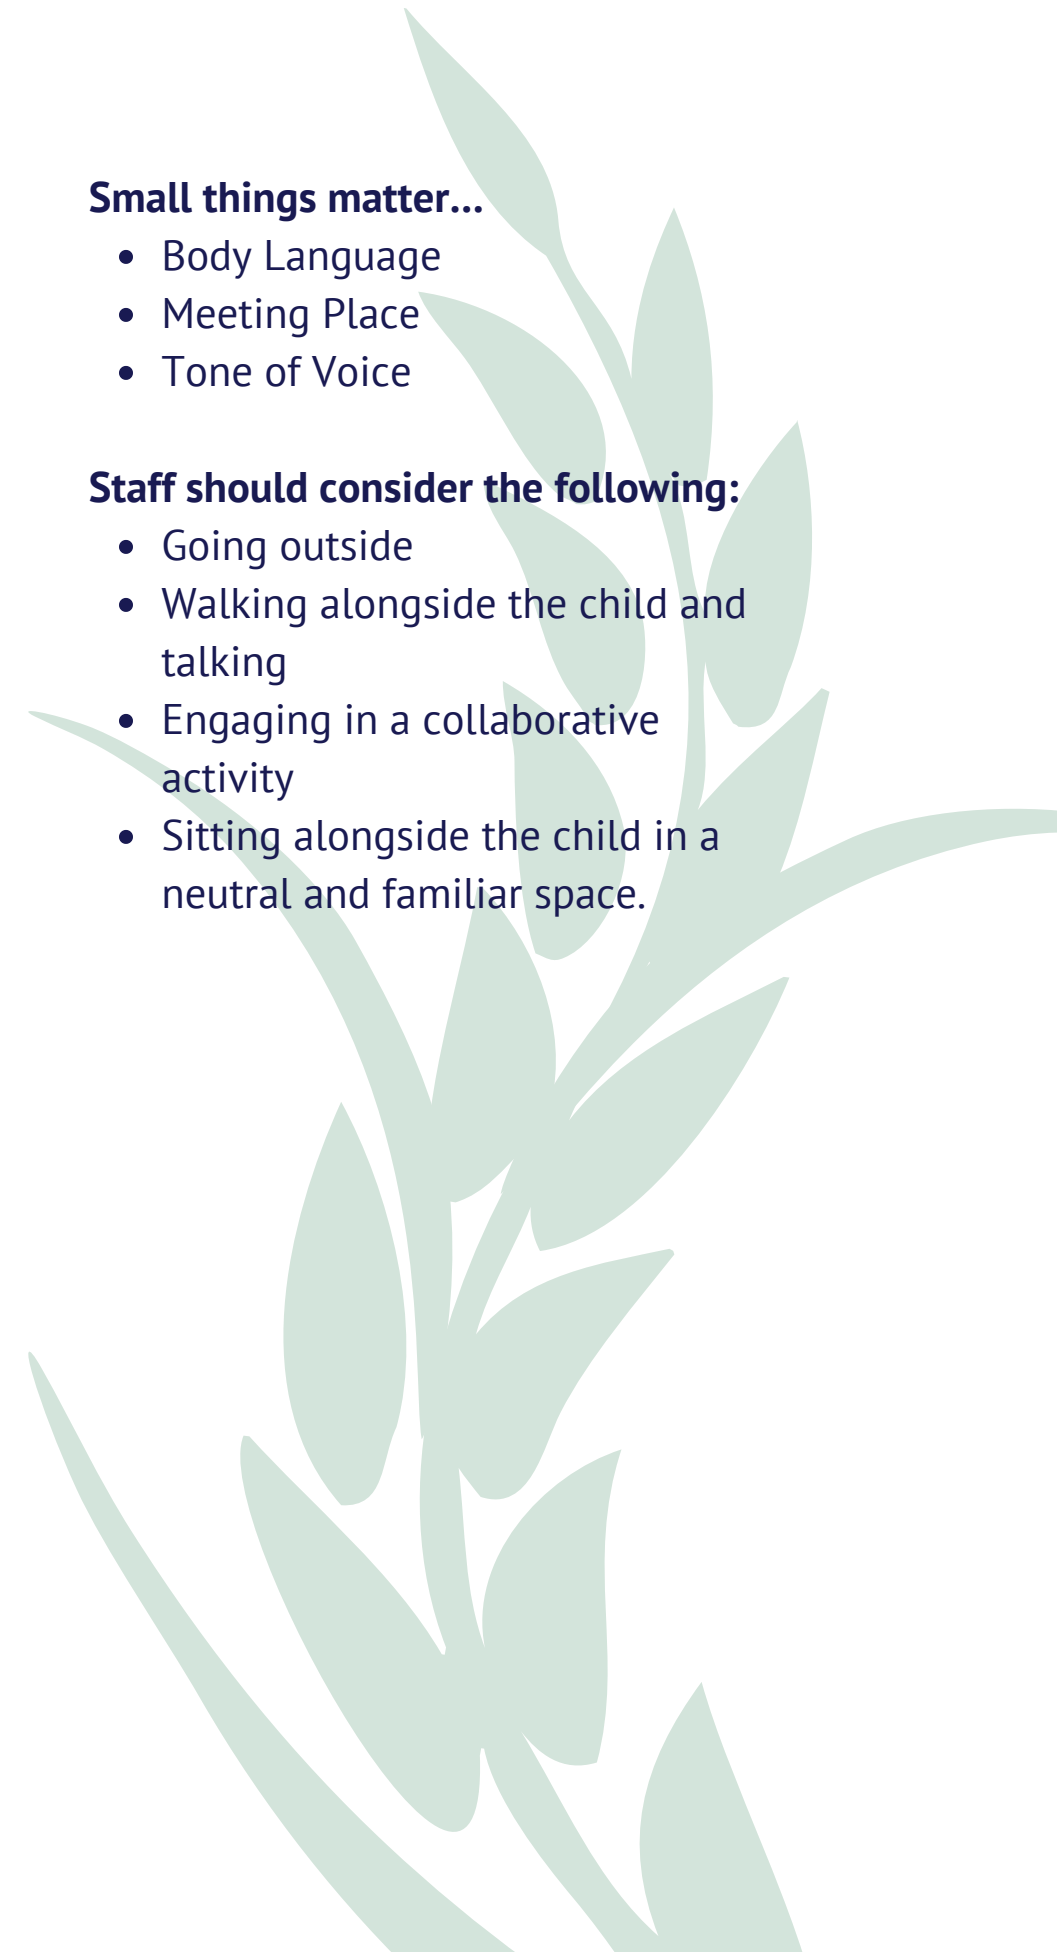 Small things matter...
• Body Language
• Meeting Place
• Tone of Voice
Staff should consider the following:
• Going outside
• Walking alongside the child and
talking
• Engaging in a collaborative
activity
• Sitting alongside the child in a
neutral and familiar space.